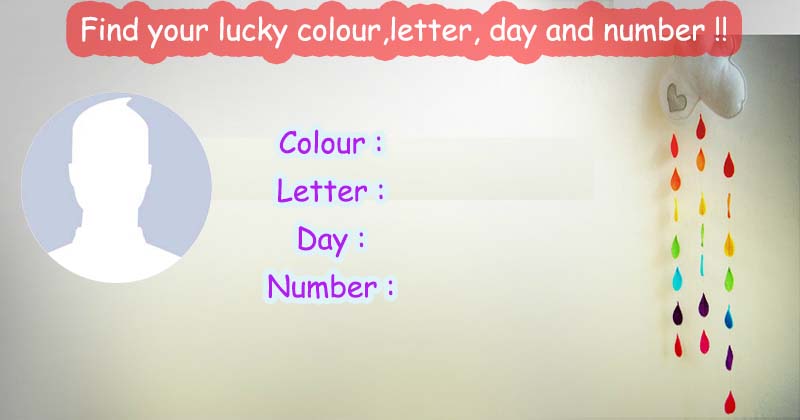 Find your lucky colour,letter, day and number !!
Colour :
Letter :
Day :
Number :